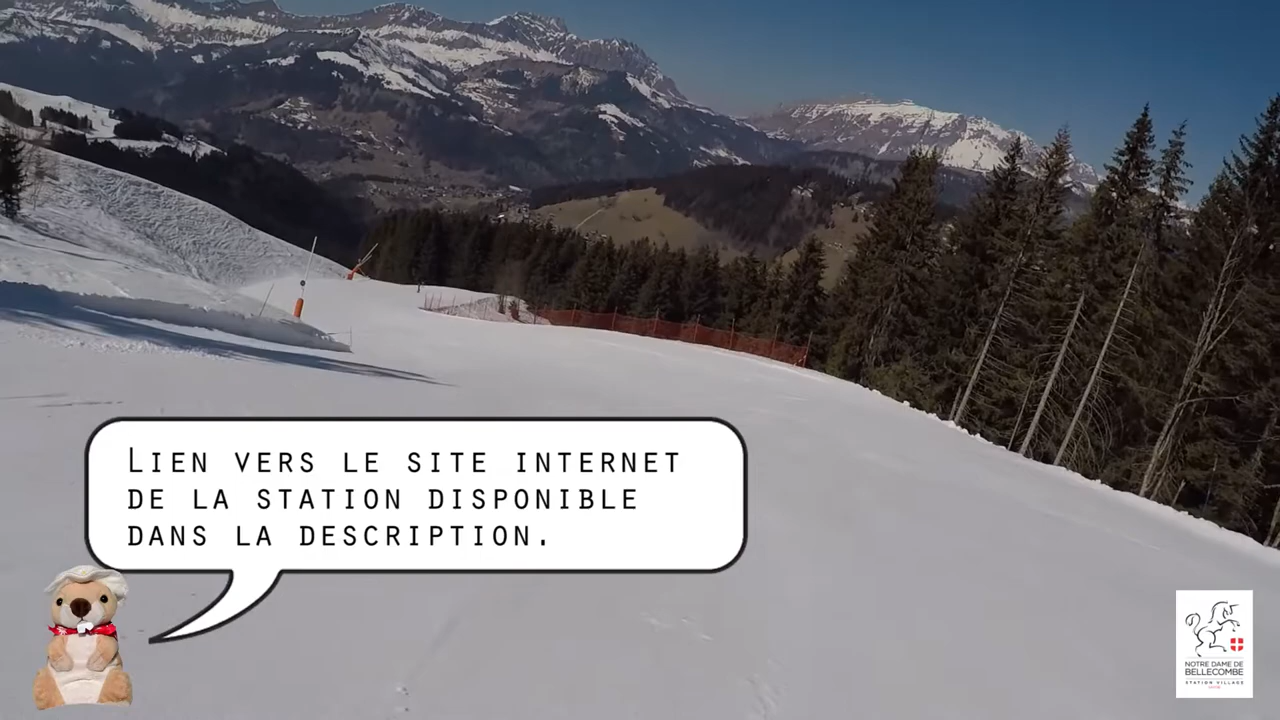 LIEN VERS LE SITE INTERNET
DE LA STATION DISPONIBLE
DANS LA DESCRIPTION.
NOTRE DAME DE
BELLECOMBE
STATION VILLAGE